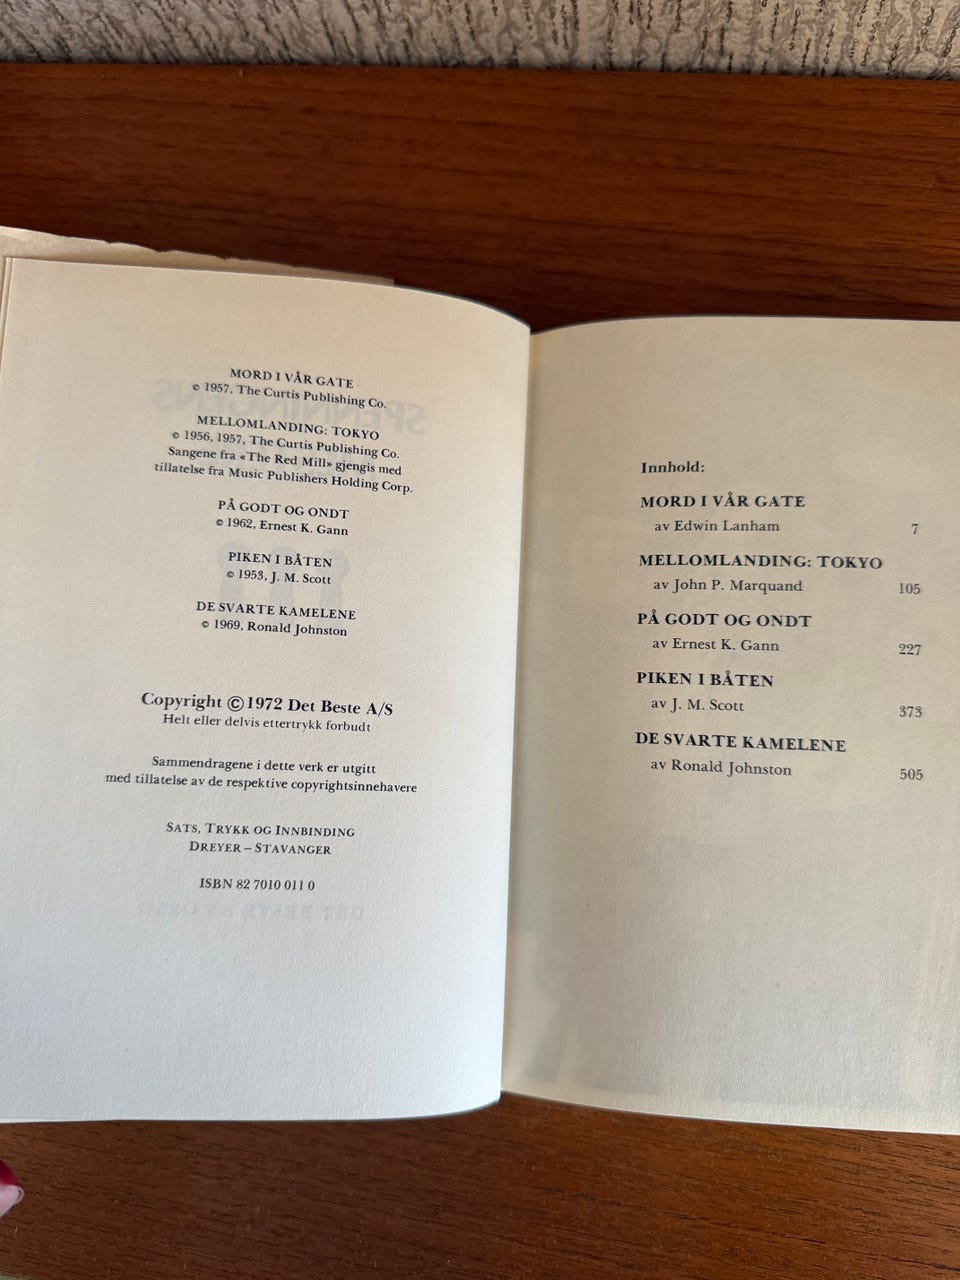 MORD I VÅR GATE
© 1957, The Curtis Publishing Co.
MELLOMLANDING: TOKYO
© 1956, 1957, The Curtis Publishing Co.
Sangene fra «The Red Mill» gjengis med
tillatelse fra Music Publishers Holding Corp.
PÅ GODT OG ONDT
© 1962, Ernest K. Gann
PIKEN I BÅTEN
© 1953, J. M. Scott
DE SVARTE KAMELENE
© 1969, Ronald Johnston
Copyright © 1972 Det Beste A/S
Helt eller delvis ettertrykk forbudt
Sammendragene i dette verk er utgitt
med tillatelse av de respektive copyrightsinnehavere
SATS, TRYKK OG INNBINDING
DREYER – STAVANGER
ISBN 82 7010 011 0
Innhold:
MORD I VÅR GATE
av Edwin Lanham 7
MELLOMLANDING: TOKYO
av John P. Marquand 105
PÅ GODT OG ONDT
av Ernest K. Gann 227
PIKEN I BÅTEN
av J. M. Scott 373
DE SVARTE KAMELENE
av Ronald Johnston 505